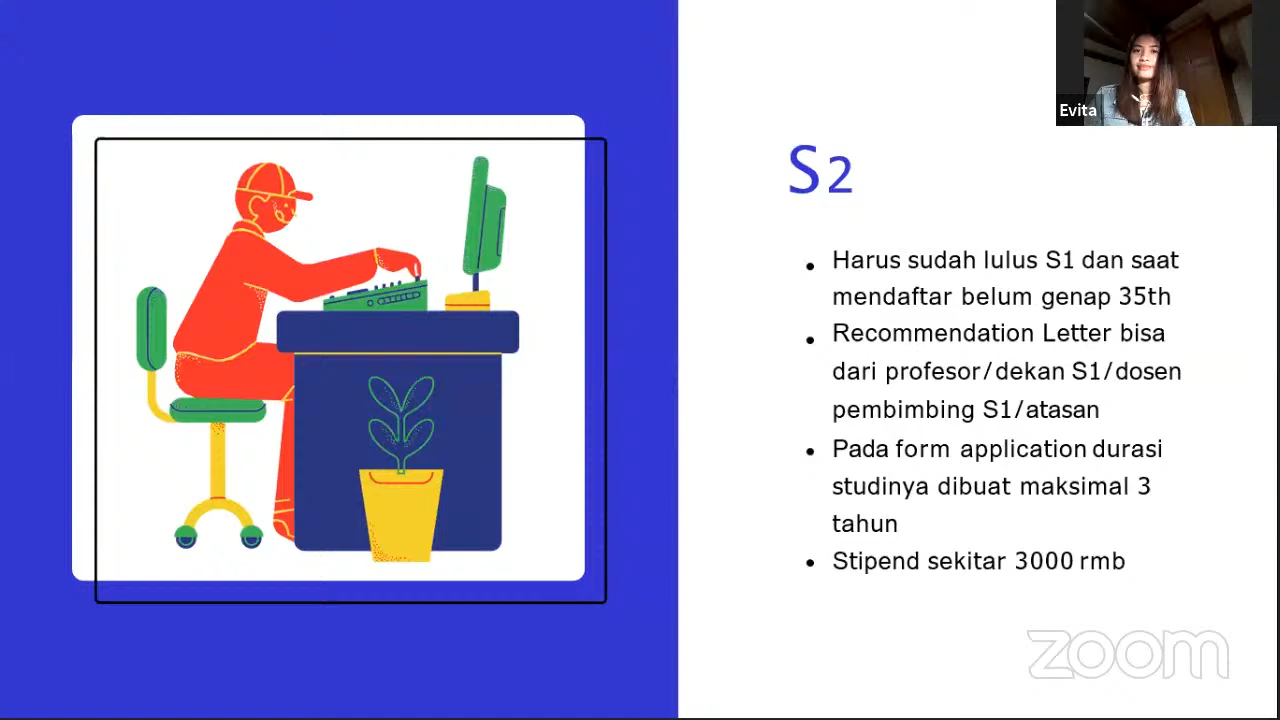 Evita
S2
Harus sudah lulus S1 dan saat
mendaftar belum genap 35th
Recommendation Letter bisa
dari profesor/dekan S1/dosen
pembimbing S1/atasan
Pada form application durasi
studinya dibuat maksimal 3
tahun
Stipend sekitar 3000 rmb
zoom